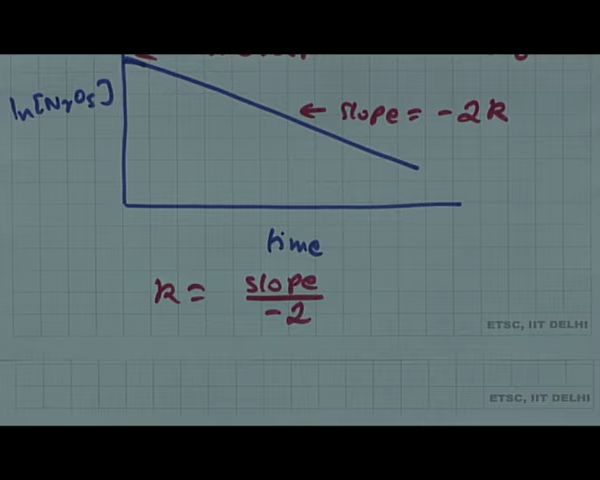 ln[N2O5]
← slope = -2k
time
k = slope / -2
ETSC, IIT DELHI
ETSC, IIT DELHI